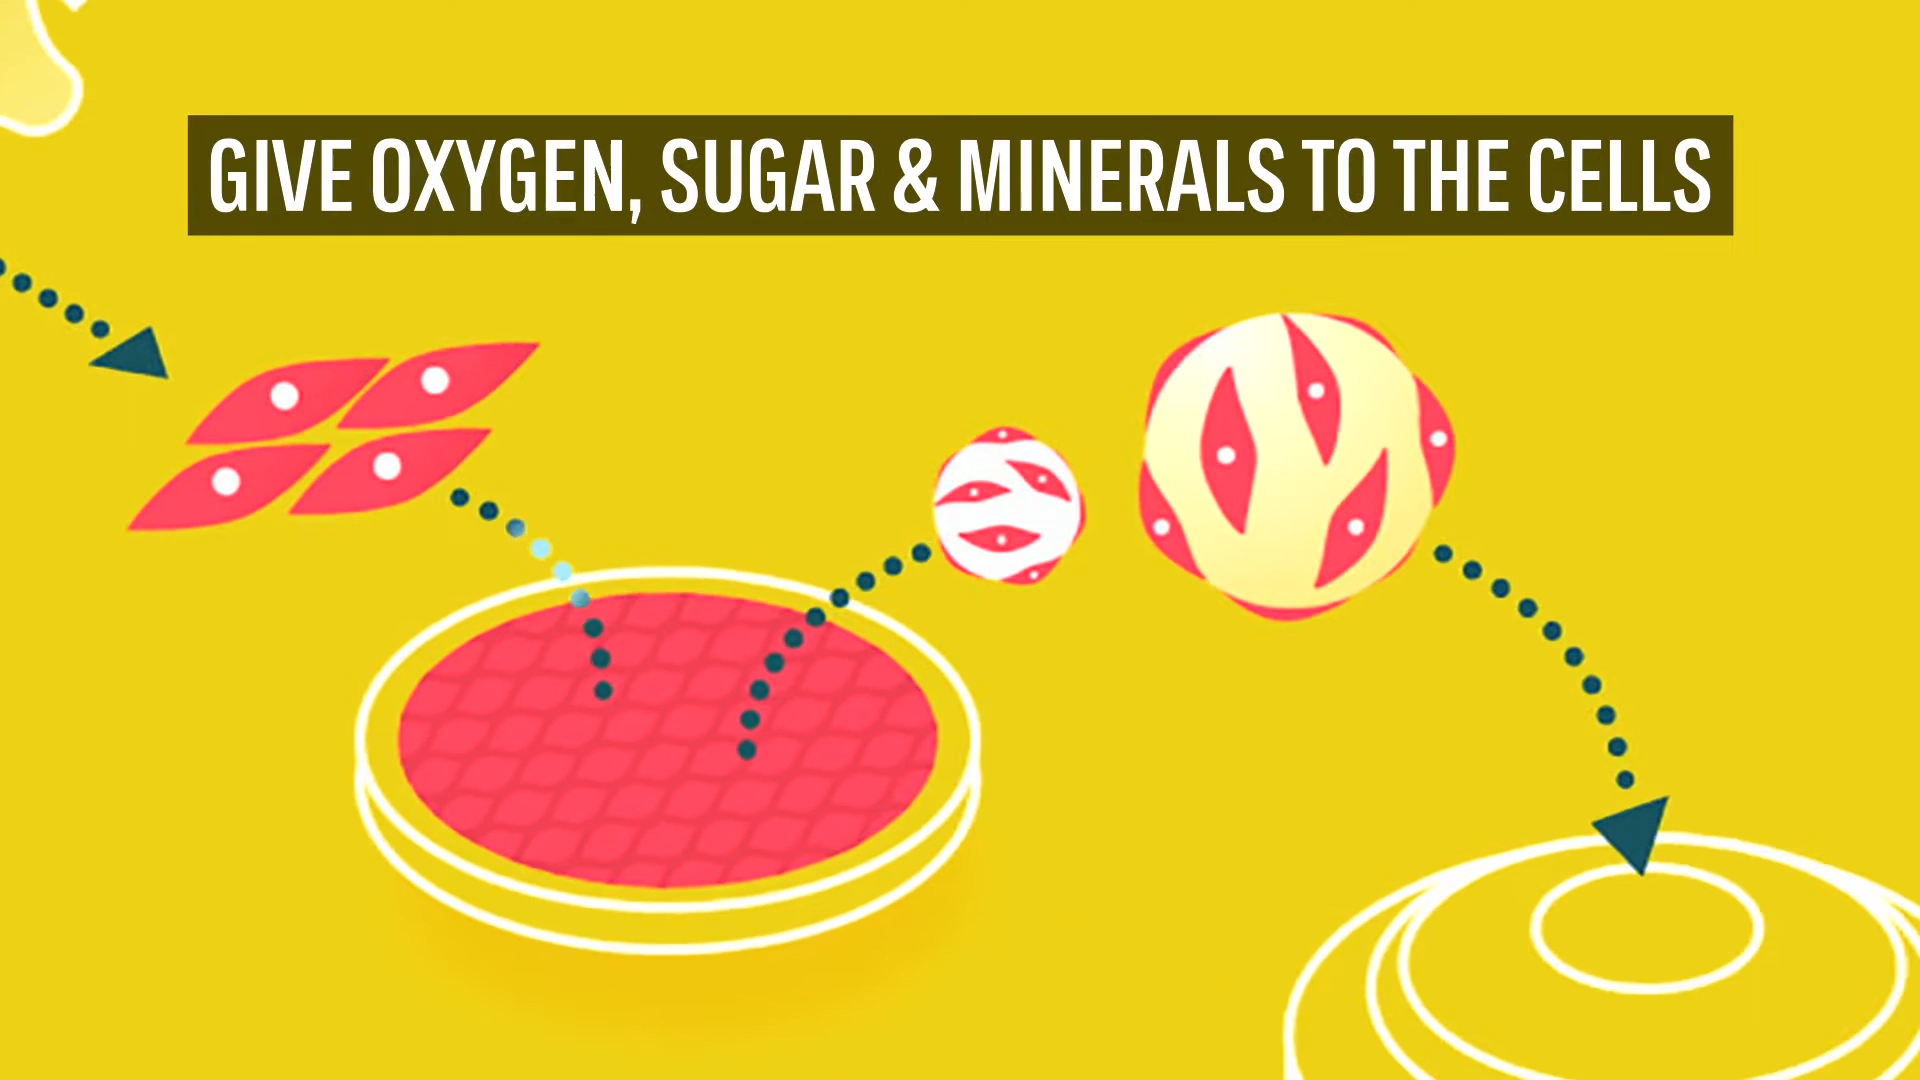 GIVE OXYGEN, SUGAR & MINERALS TO THE CELLS